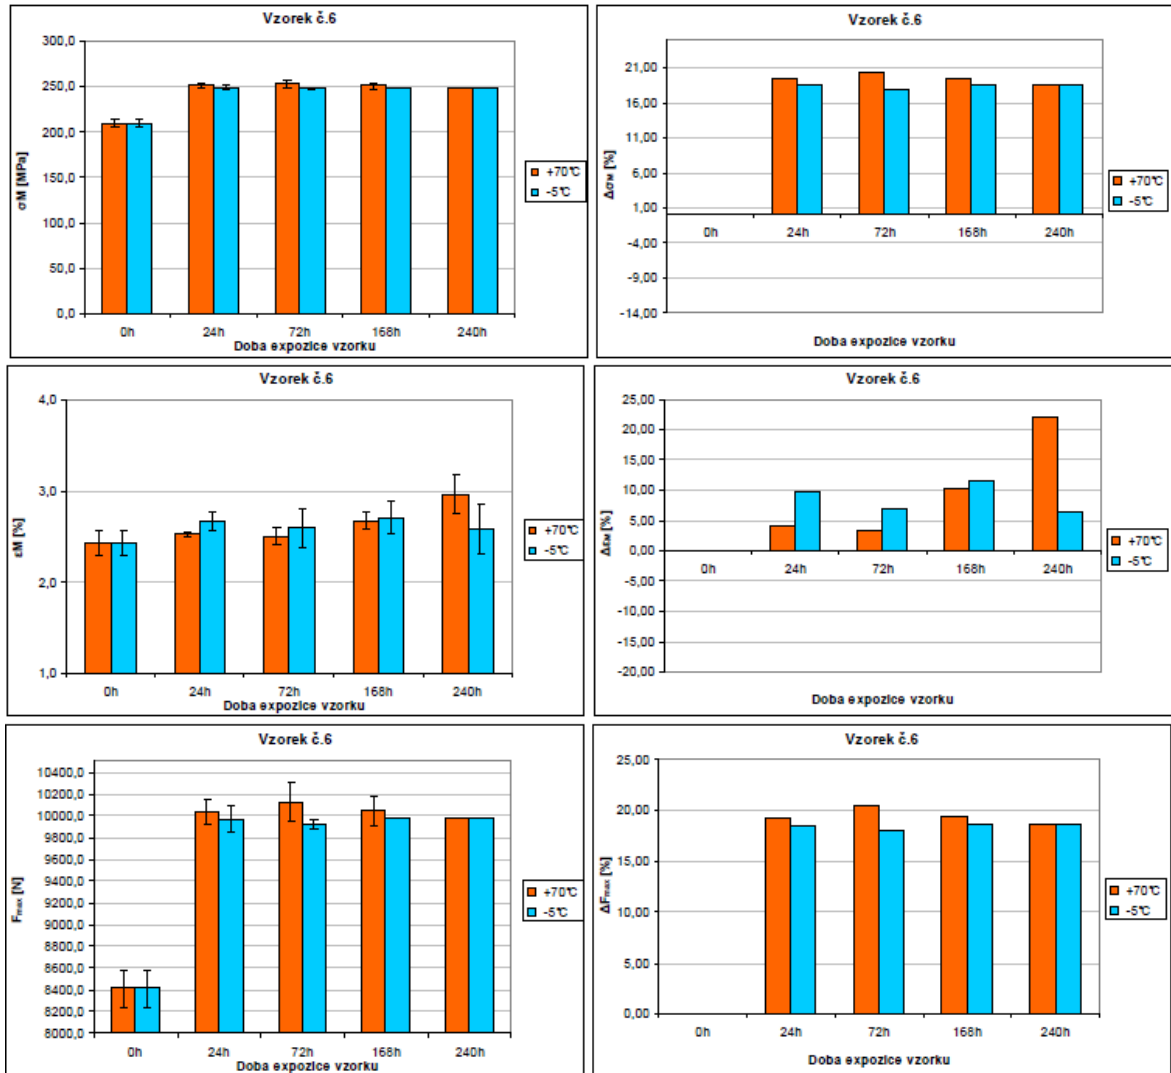 Vzorek č.6
300,0
250,0
200,0
150,0
100,0
50,0
0,0
σM [MPa]
0h 24h 72h 168h 240h
Doba expozice vzorku
+70°C
-5°C
Vzorek č.6
21,00
16,00
11,00
6,00
1,00
-4,00
-9,00
-14,00
ΔσM [%]
0h 24h 72h 168h 240h
Doba expozice vzorku
+70°C
-5°C
Vzorek č.6
4,0
3,0
2,0
1,0
εM [%]
0h 24h 72h 168h 240h
Doba expozice vzorku
+70°C
-5°C
Vzorek č.6
25,00
20,00
15,00
10,00
5,00
0,00
-5,00
-10,00
-15,00
-20,00
ΔεM [%]
0h 24h 72h 168h 240h
Doba expozice vzorku
+70°C
-5°C
Vzorek č.6
10400,0
10200,0
10000,0
9800,0
9600,0
9400,0
9200,0
9000,0
8800,0
8600,0
8400,0
8200,0
8000,0
Fmax [N]
0h 24h 72h 168h 240h
Doba expozice vzorku
+70°C
-5°C
Vzorek č.6
25,00
20,00
15,00
10,00
5,00
0,00
ΔFmax [%]
0h 24h 72h 168h 240h
Doba expozice vzorku
+70°C
-5°C